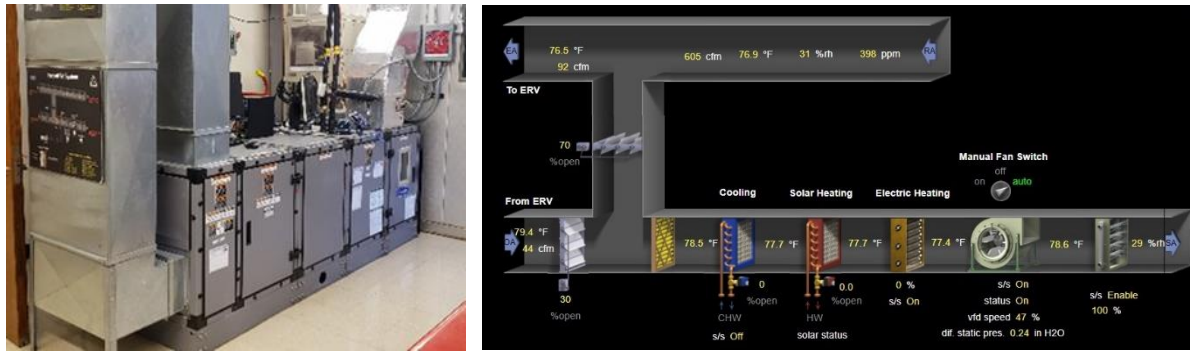 EA
76.5 °F
92 cfm
605 cfm
76.9 °F
31 %rh
398 ppm
RA
To ERV
70
%open
Manual Fan Switch
off
on
auto
From ERV
Cooling
Solar Heating
Electric Heating
OA
79.4 °F
44 cfm
78.5 °F
77.7 °F
77.7 °F
77.4 °F
78.6 °F
29 %rh
SA
30
%open
0
%open
CHW
s/s Off
0.0
%open
HW
solar status
0 %
s/s On
s/s On
status On
vfd speed 47 %
dif. static pres. 0.24 in H2O
s/s Enable
100 %